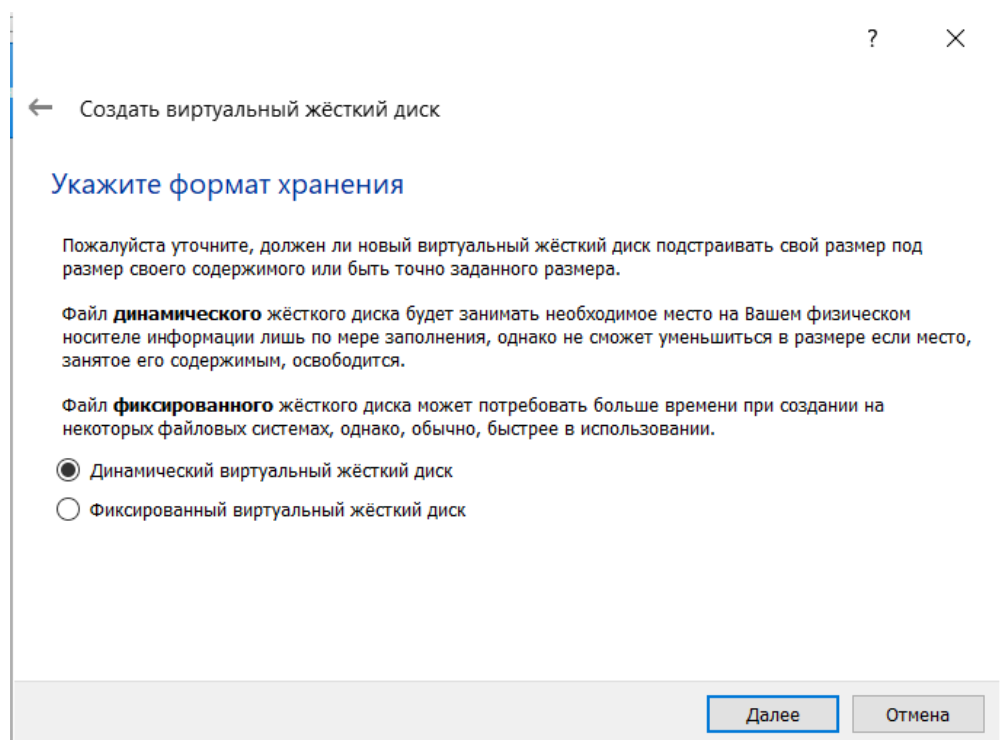 ?
Создать виртуальный жёсткий диск
Укажите формат хранения
Пожалуйста уточните, должен ли новый виртуальный жёсткий диск подстраивать свой размер под
размер своего содержимого или быть точно заданного размера.
Файл динамического жёсткого диска будет занимать необходимое место на Вашем физическом
носителе информации лишь по мере заполнения, однако не сможет уменьшиться в размере если место,
занятое его содержимым, освободится.
Файл фиксированного жёсткого диска может потребовать больше времени при создании на
некоторых файловых системах, однако, обычно, быстрее в использовании.
Динамический виртуальный жёсткий диск
Фиксированный виртуальный жёсткий диск
Далее Отмена